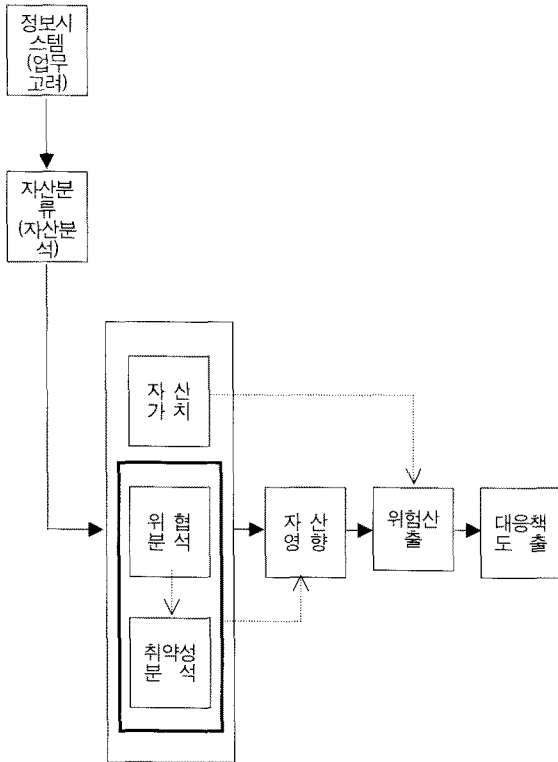 정보시
스템
(업무
고려)
자산분
류
(자산분
석)
자 산
가 치
위 협
분 석
취약성
분 석
자 산
영 향
위험산
출
대응책
도 출